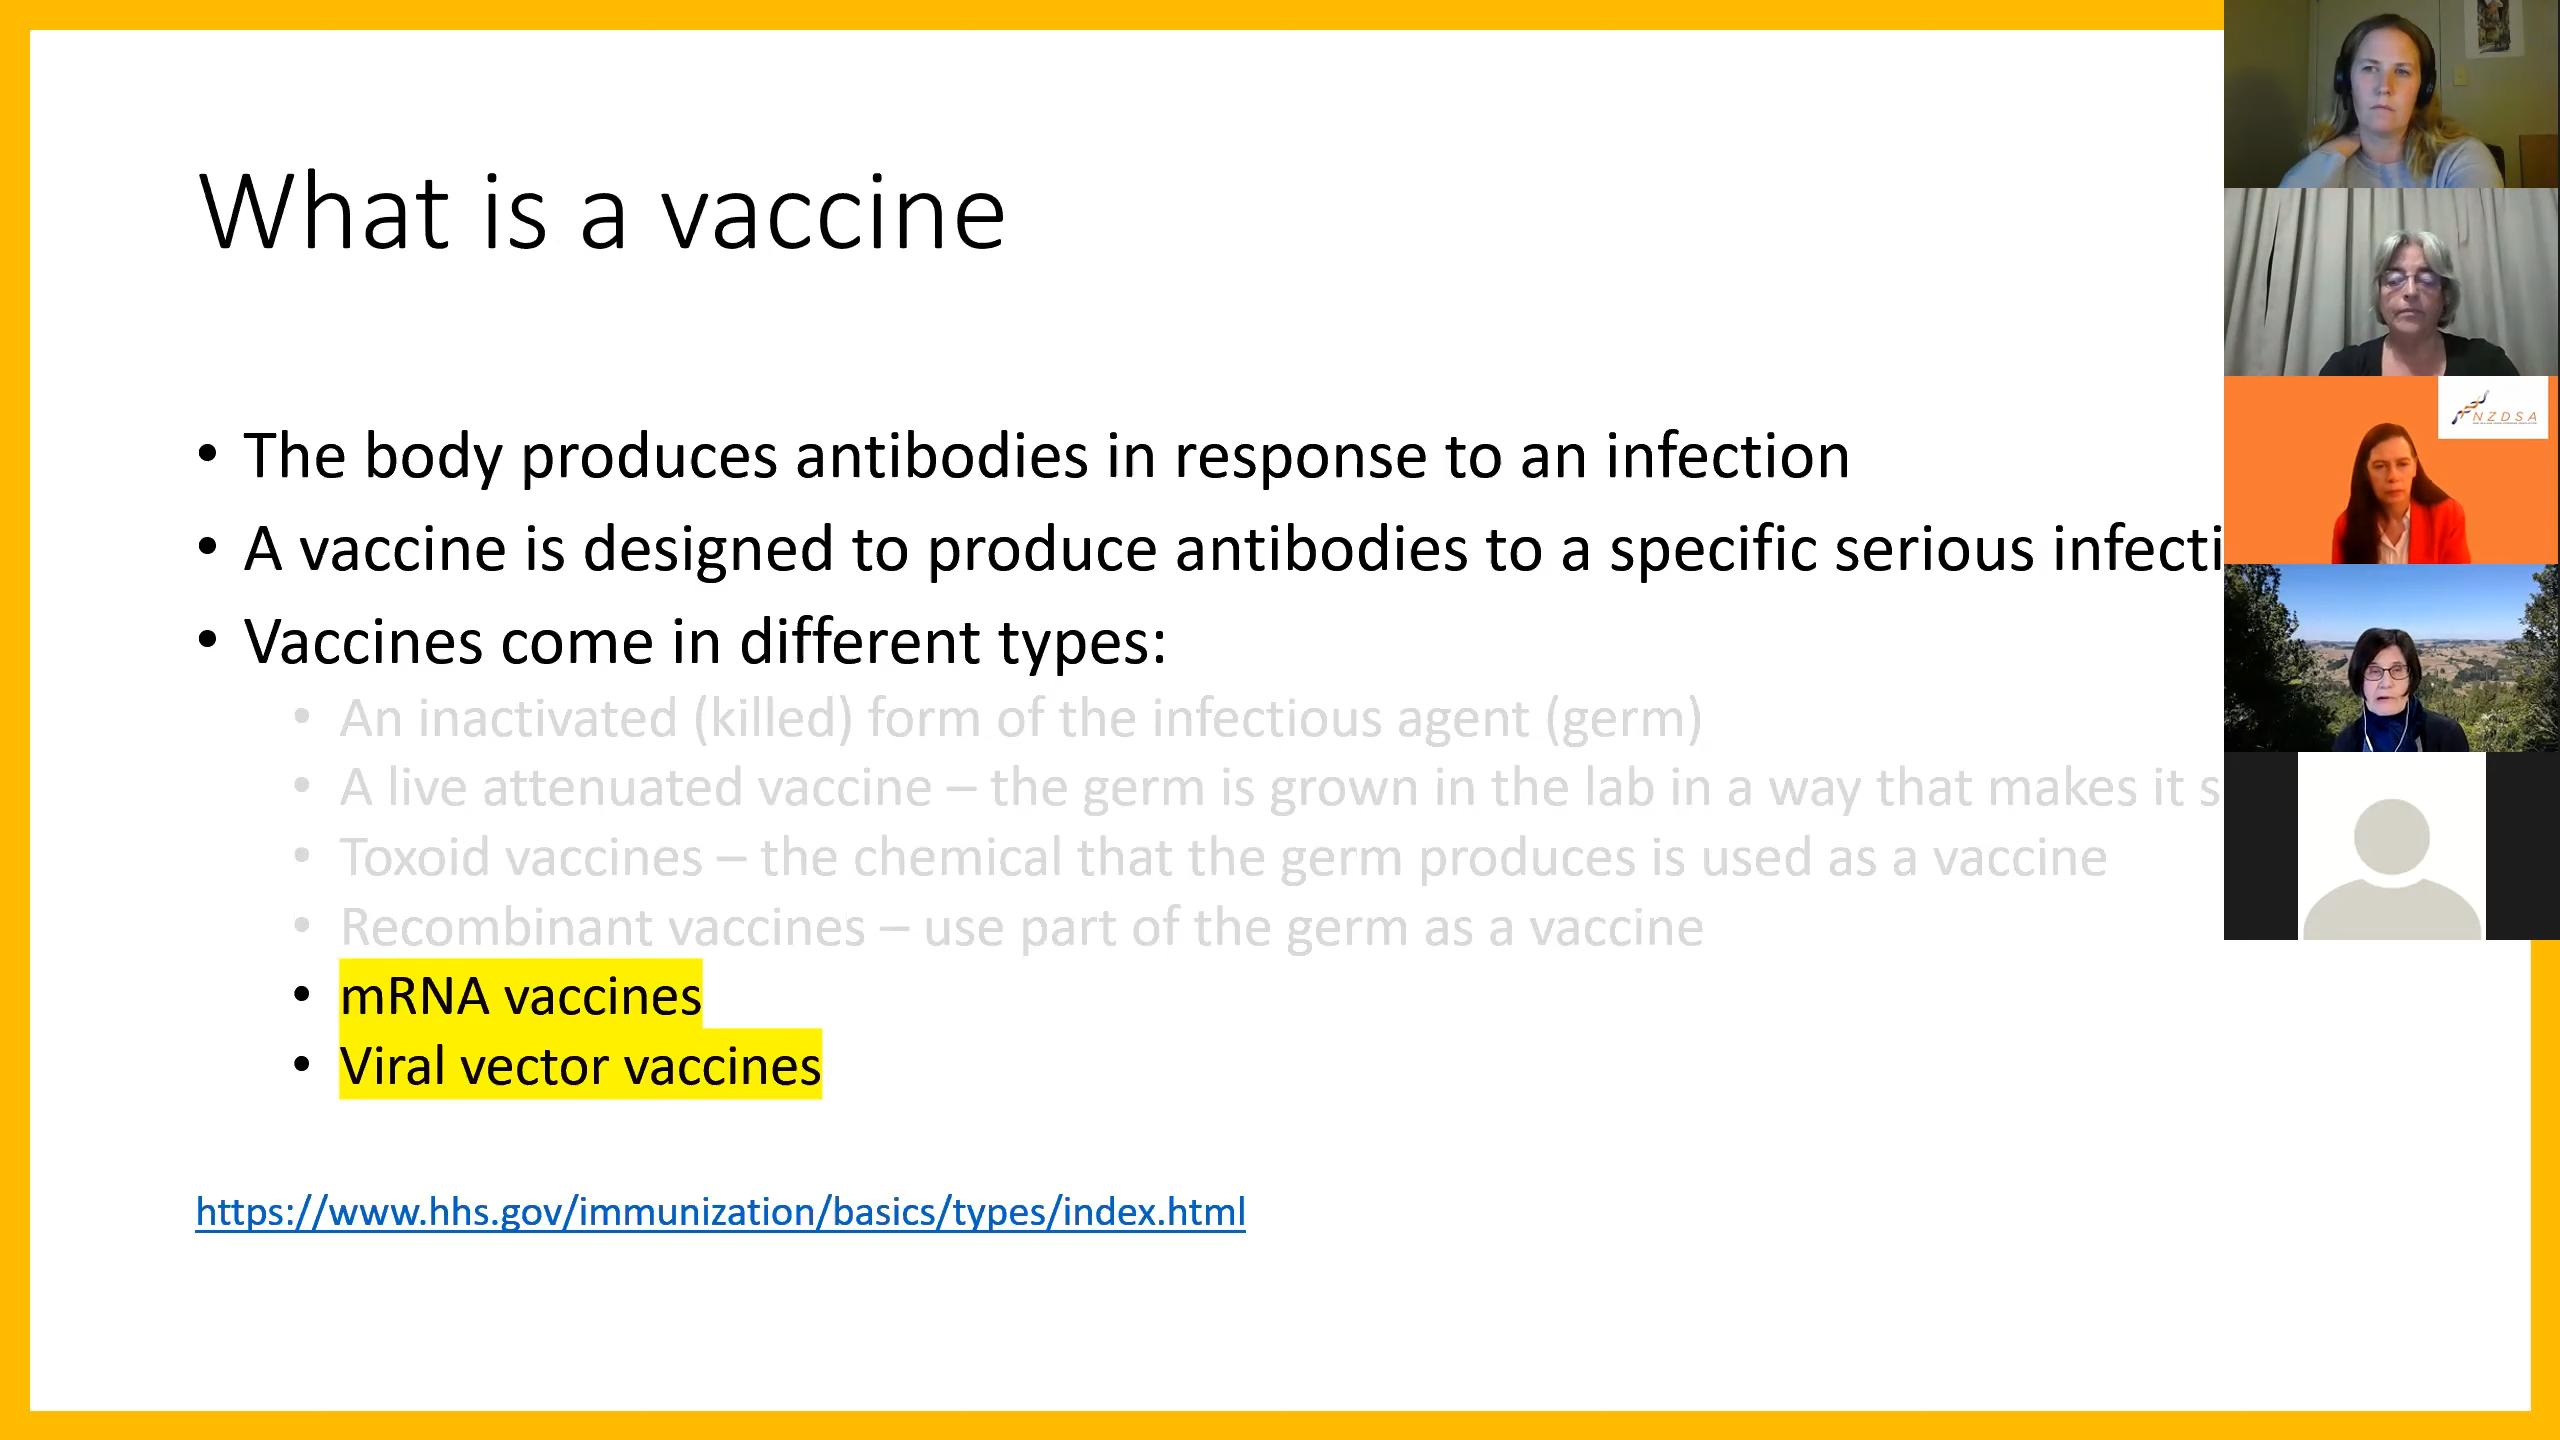 What is a vaccine
• The body produces antibodies in response to an infection
• A vaccine is designed to produce antibodies to a specific serious infecti
• Vaccines come in different types:
• An inactivated (killed) form of the infectious agent (germ)
• A live attenuated vaccine – the germ is grown in the lab in a way that makes it s
• Toxoid vaccines – the chemical that the germ produces is used as a vaccine
• Recombinant vaccines – use part of the germ as a vaccine
• mRNA vaccines
• Viral vector vaccines
https://www.hhs.gov/immunization/basics/types/index.html
NZDSA